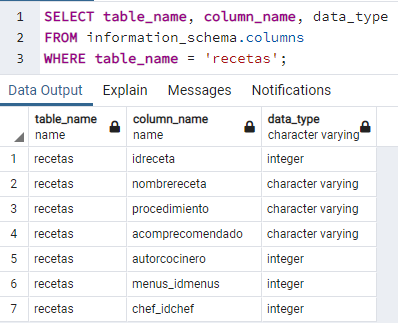 1 SELECT table_name, column_name, data_type
2 FROM information_schema.columns
3 WHERE table_name = 'recetas';
Data Output Explain Messages Notifications
table_name column_name data_type
name name character varying
1 recetas idreceta integer
2 recetas nombrereceta character varying
3 recetas procedimiento character varying
4 recetas acomprecomendado character varying
5 recetas autorcocinero integer
6 recetas menus_idmenus integer
7 recetas chef_idchef integer